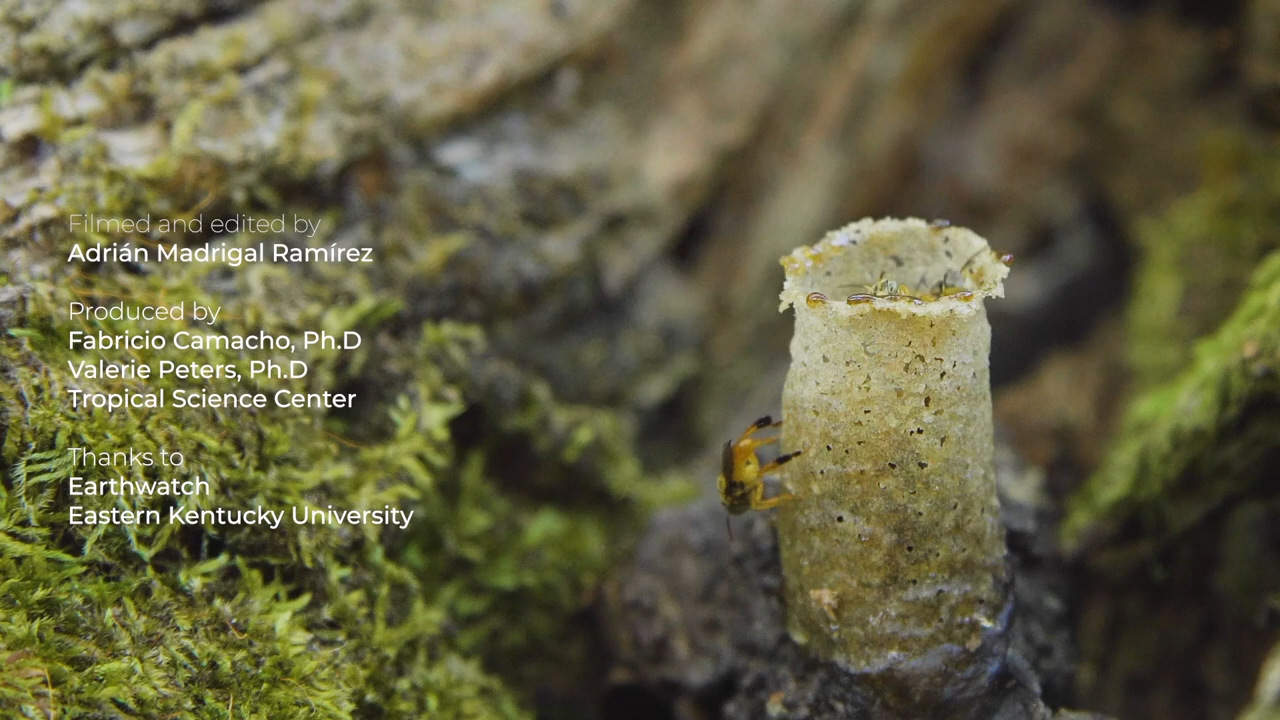 Filmed and edited by
Adrián Madrigal Ramírez
Produced by
Fabricio Camacho, Ph.D
Valerie Peters, Ph.D
Tropical Science Center
Thanks to
Earthwatch
Eastern Kentucky University